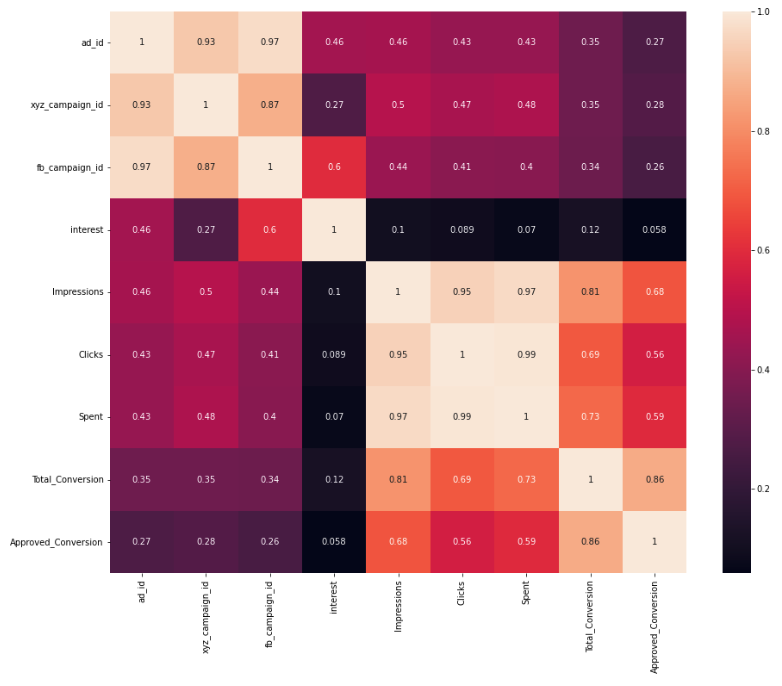 1.0
ad_id 1 0.93 0.97 0.46 0.46 0.43 0.43 0.35 0.27
xyz_campaign_id 0.93 1 0.87 0.27 0.5 0.47 0.48 0.35 0.28
0.8
fb_campaign_id 0.97 0.87 1 0.6 0.44 0.41 0.4 0.34 0.26
interest 0.46 0.27 0.6 1 0.1 0.089 0.07 0.12 0.058
0.6
Impressions 0.46 0.5 0.44 0.1 1 0.95 0.97 0.81 0.68
Clicks 0.43 0.47 0.41 0.089 0.95 1 0.99 0.69 0.56
0.4
Spent 0.43 0.48 0.4 0.07 0.97 0.99 1 0.73 0.59
Total_Conversion 0.35 0.35 0.34 0.12 0.81 0.69 0.73 1 0.86
0.2
Approved_Conversion 0.27 0.28 0.26 0.058 0.68 0.56 0.59 0.86 1
ad_id
xyz_campaign_id
fb_campaign_id
interest
Impressions
Clicks
Spent
Total_Conversion
Approved_Conversion